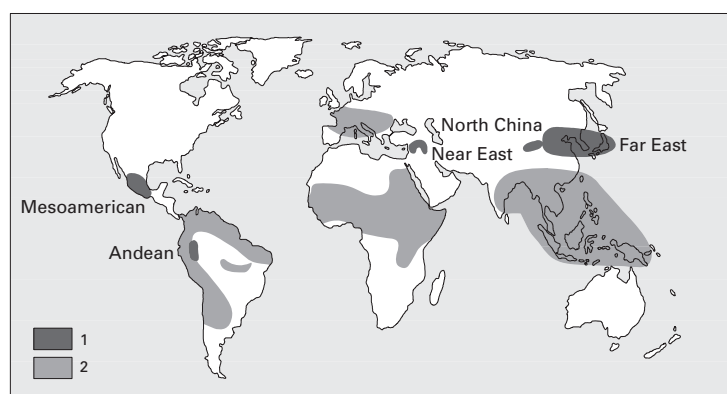 North China
Far East
Near East
Mesoamerican
Andean
1
2